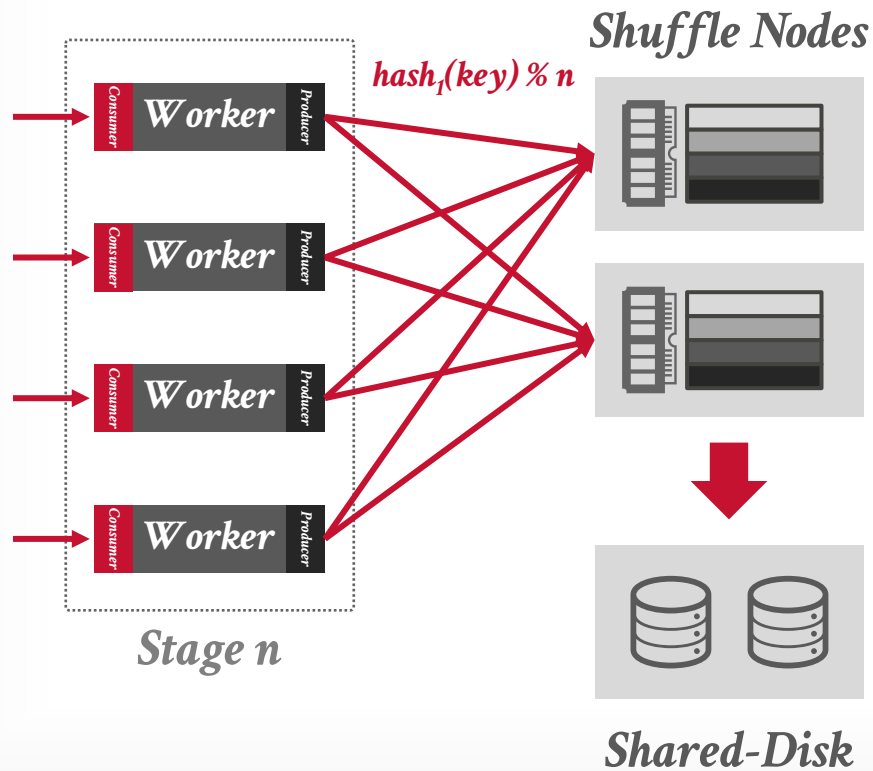 Shuffle Nodes
hash₁(key) % n
Consumer
Worker
Producer
Consumer
Worker
Producer
Consumer
Worker
Producer
Consumer
Worker
Producer
Stage n
Shared-Disk